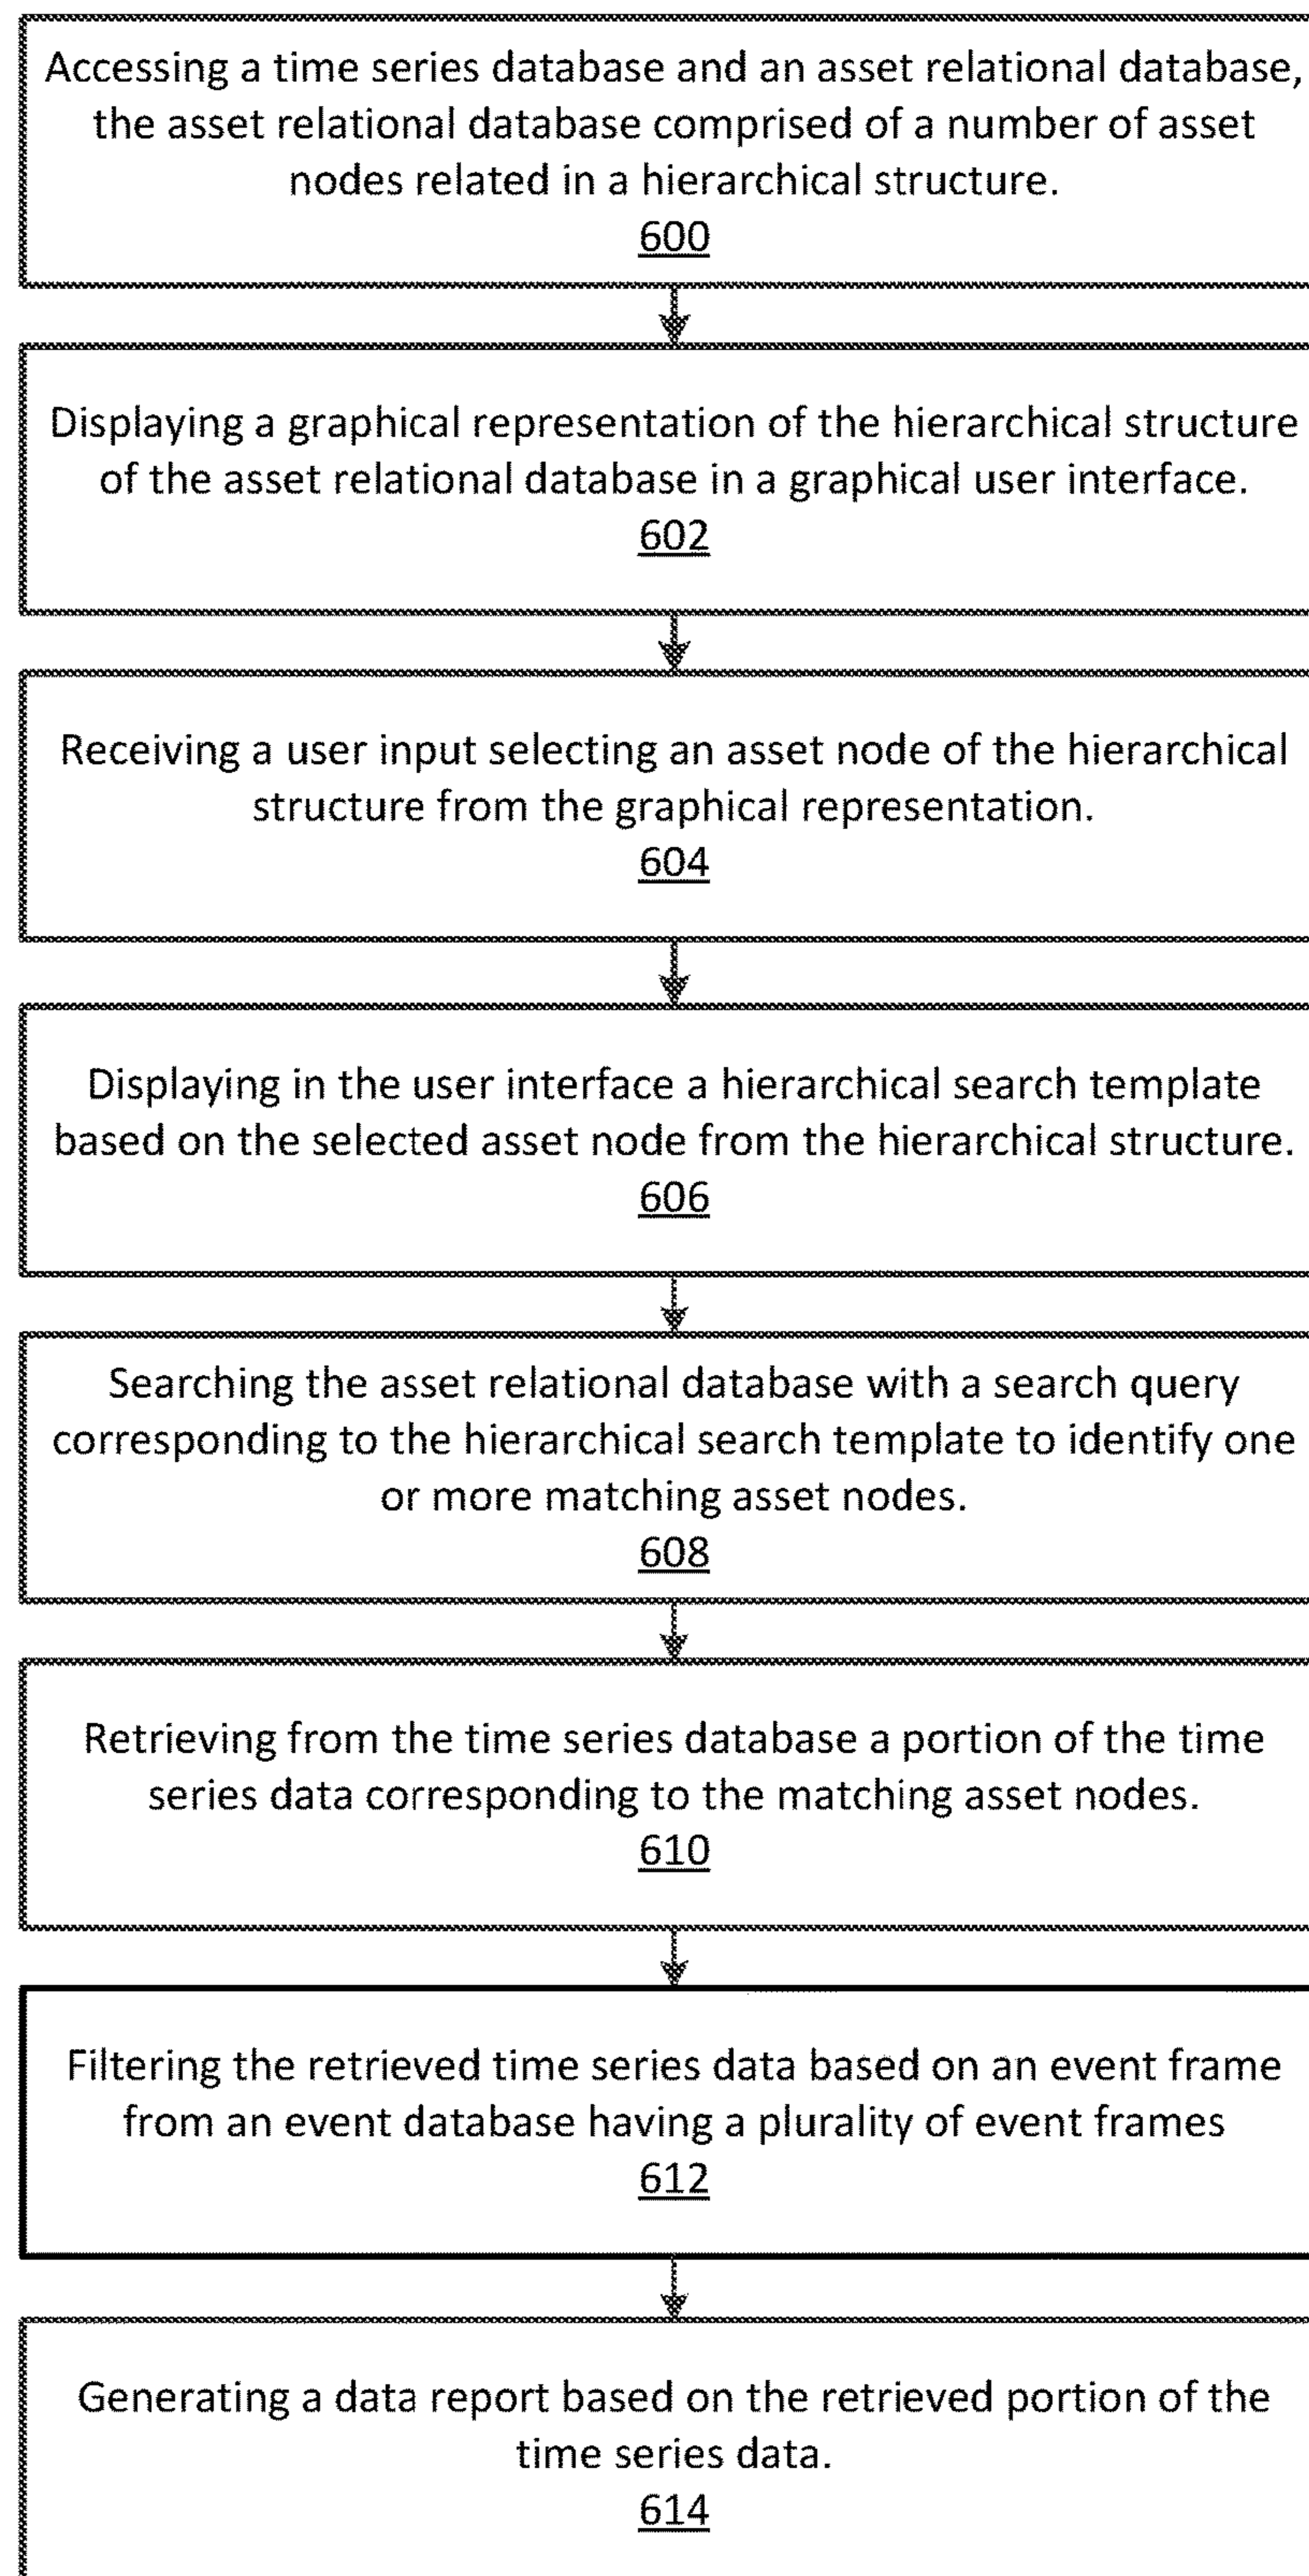 Accessing a time series database and an asset relational database,
the asset relational database comprised of a number of asset
nodes related in a hierarchical structure.
600
Displaying a graphical representation of the hierarchical structure
of the asset relational database in a graphical user interface.
602
Receiving a user input selecting an asset node of the hierarchical
structure from the graphical representation.
604
Displaying in the user interface a hierarchical search template
based on the selected asset node from the hierarchical structure.
606
Searching the asset relational database with a search query
corresponding to the hierarchical search template to identify one
or more matching asset nodes.
608
Retrieving from the time series database a portion of the time
series data corresponding to the matching asset nodes.
610
Filtering the retrieved time series data based on an event frame
from an event database having a plurality of event frames
612
Generating a data report based on the retrieved portion of the
time series data.
614